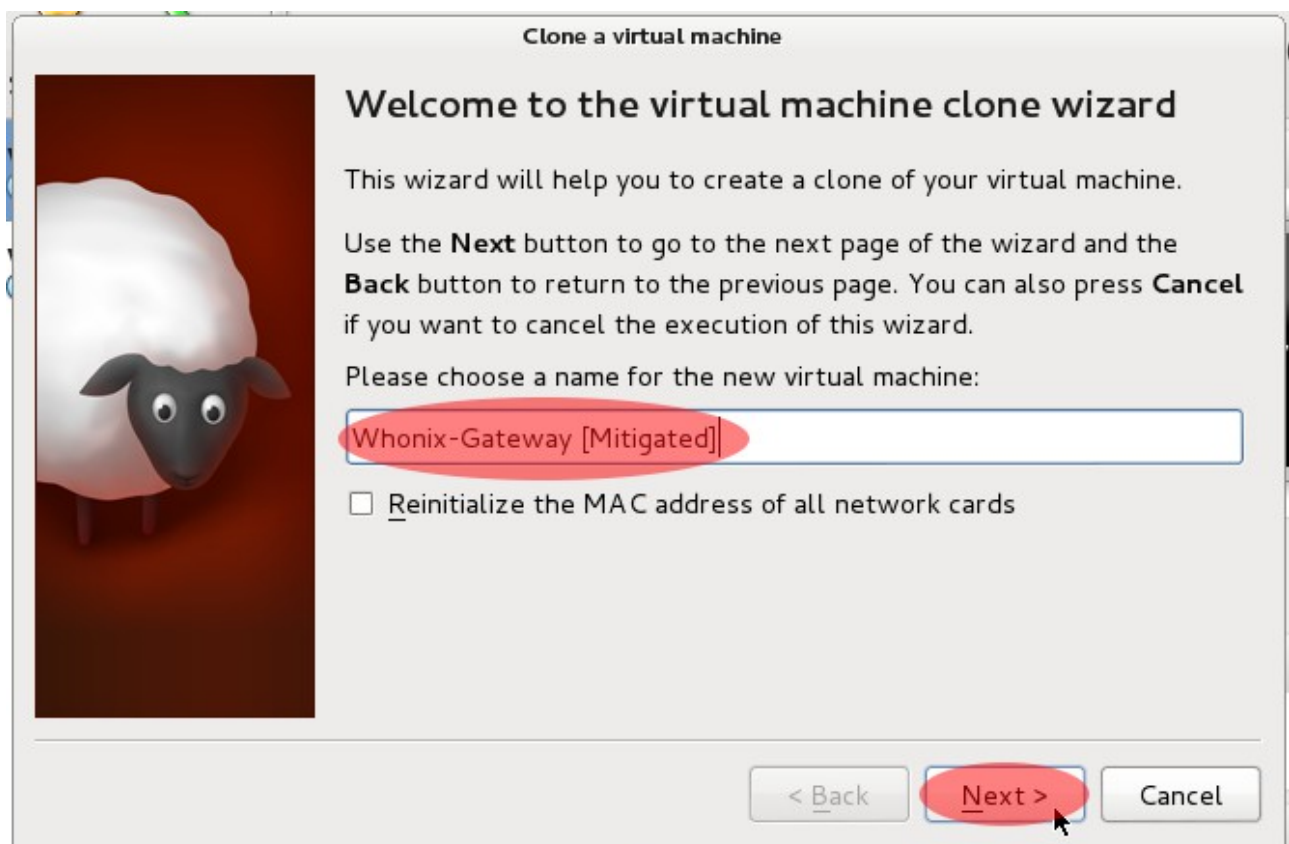 Clone a virtual machine
Welcome to the virtual machine clone wizard
This wizard will help you to create a clone of your virtual machine.
Use the Next button to go to the next page of the wizard and the
Back button to return to the previous page. You can also press Cancel
if you want to cancel the execution of this wizard.
Please choose a name for the new virtual machine:
Whonix-Gateway [Mitigated]
Reinitialize the MAC address of all network cards
< Back Next > Cancel